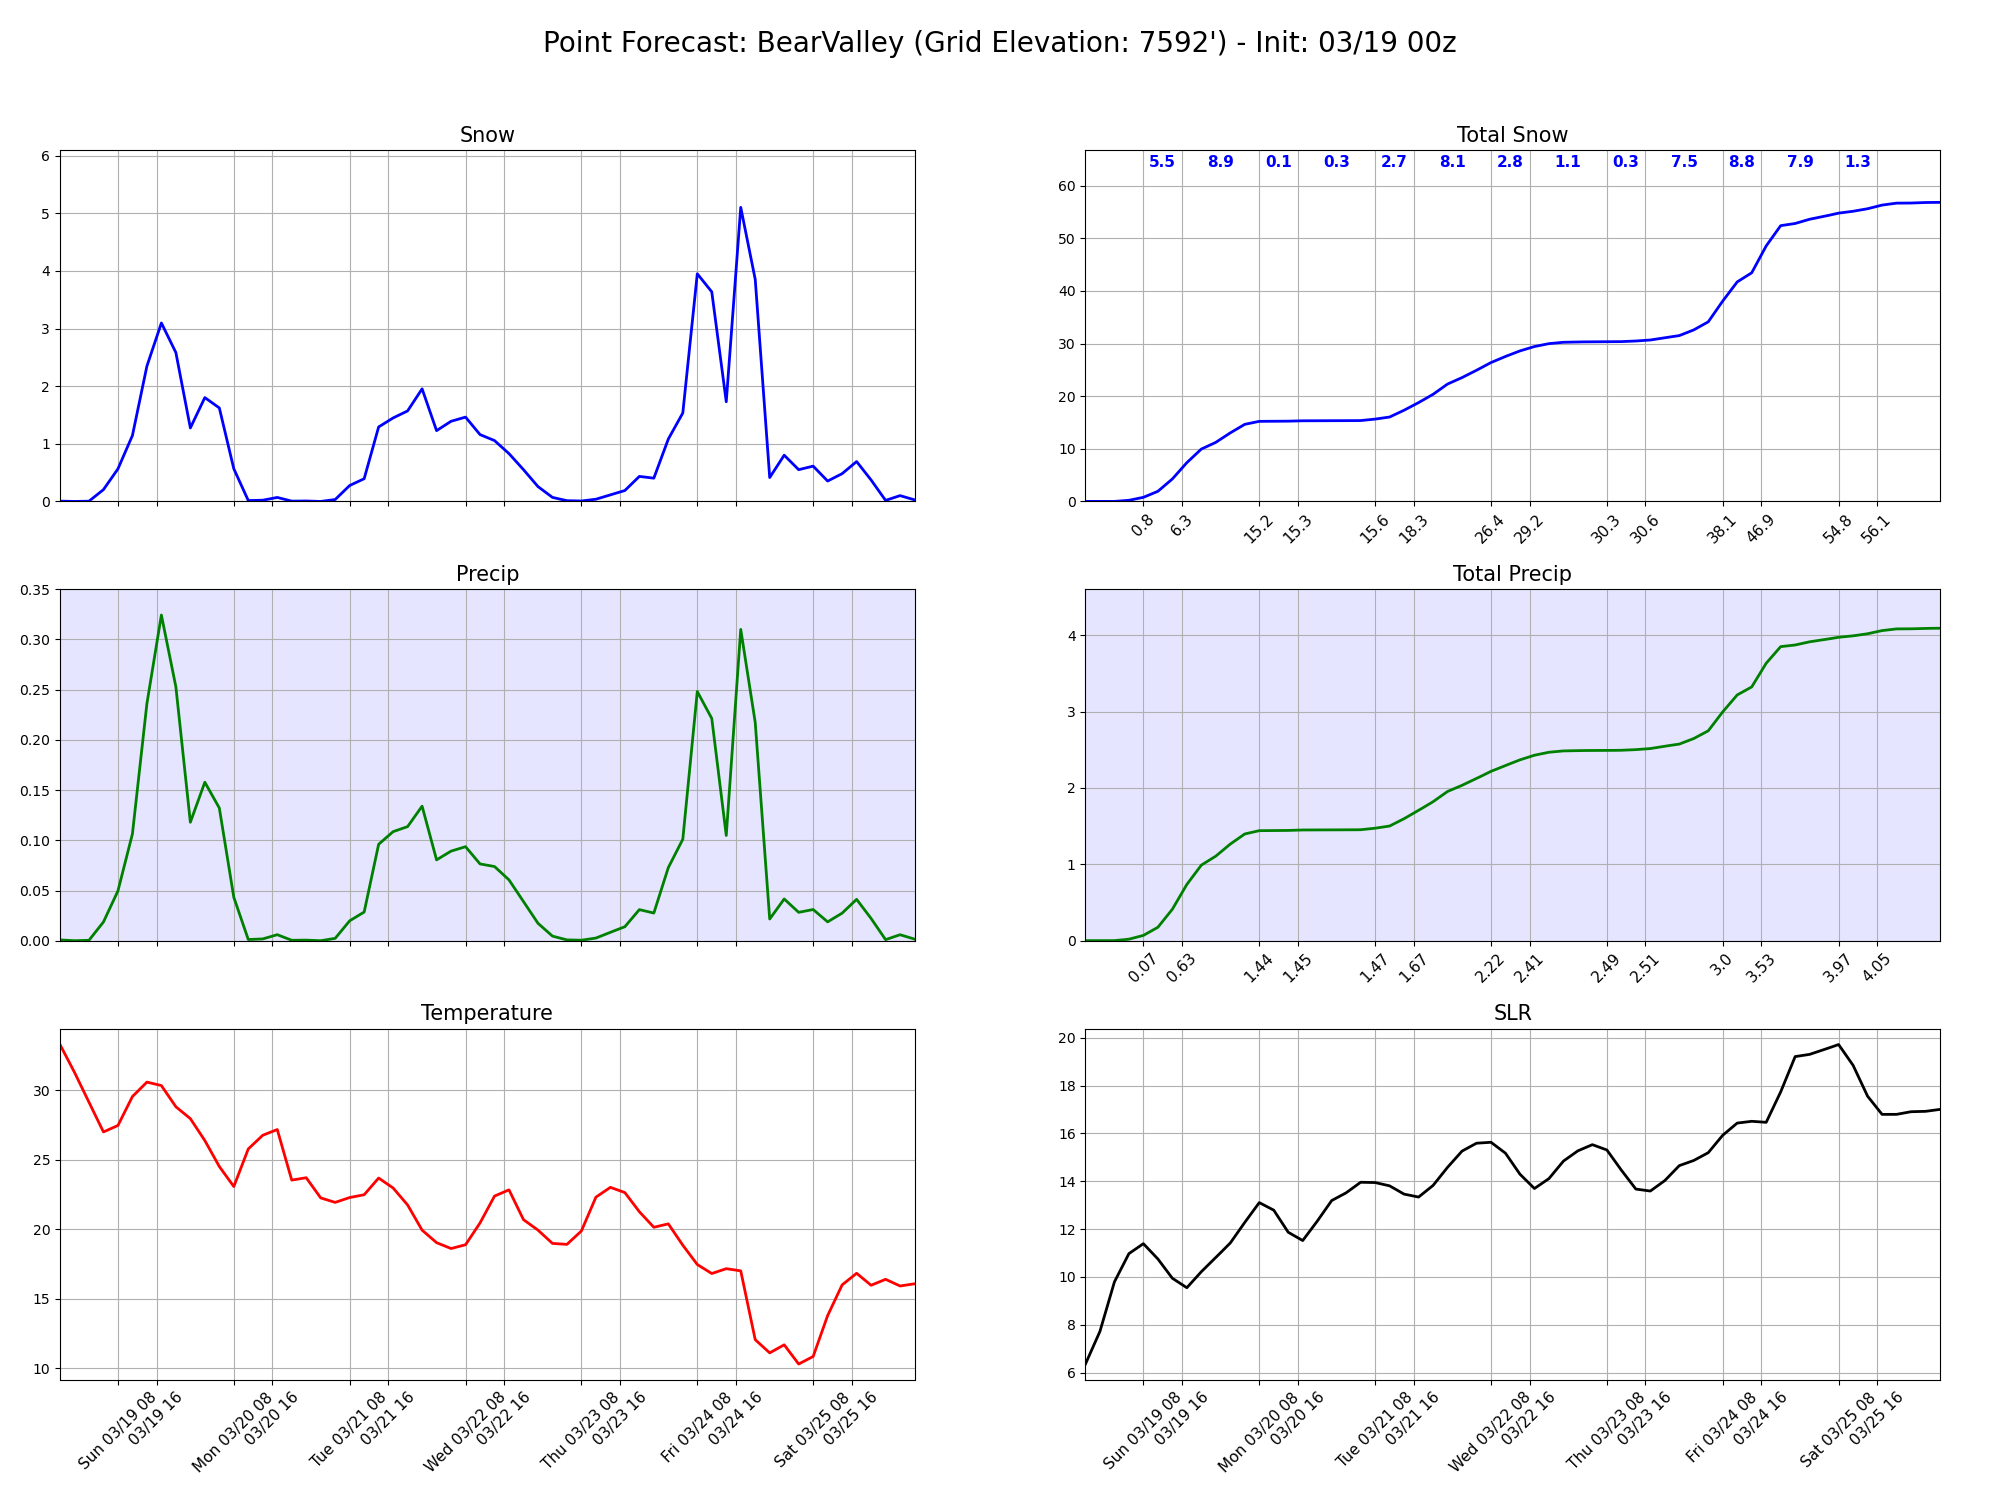 Point Forecast: BearValley (Grid Elevation: 7592') - Init: 03/19 00z
Snow
6
5
4
3
2
1
0
Total Snow
5.5 8.9 0.1 0.3 2.7 8.1 2.8 1.1 0.3 7.5 8.8 7.9 1.3
60
50
40
30
20
10
0
0.8 6.3 15.2 15.3 15.6 18.3 26.4 29.2 30.3 30.6 38.1 46.9 54.8 56.1
Precip
0.35
0.30
0.25
0.20
0.15
0.10
0.05
0.00
Total Precip
4
3
2
1
0
0.07 0.63 1.44 1.45 1.47 1.67 2.22 2.41 2.49 2.51 3.0 3.53 3.97 4.05
Temperature
30
25
20
15
10
Sun 03/19 08
03/19 16
Mon 03/20 08
03/20 16
Tue 03/21 08
03/21 16
Wed 03/22 08
03/22 16
Thu 03/23 08
03/23 16
Fri 03/24 08
03/24 16
Sat 03/25 08
03/25 16
SLR
20
18
16
14
12
10
8
6
Sun 03/19 08
03/19 16
Mon 03/20 08
03/20 16
Tue 03/21 08
03/21 16
Wed 03/22 08
03/22 16
Thu 03/23 08
03/23 16
Fri 03/24 08
03/24 16
Sat 03/25 08
03/25 16